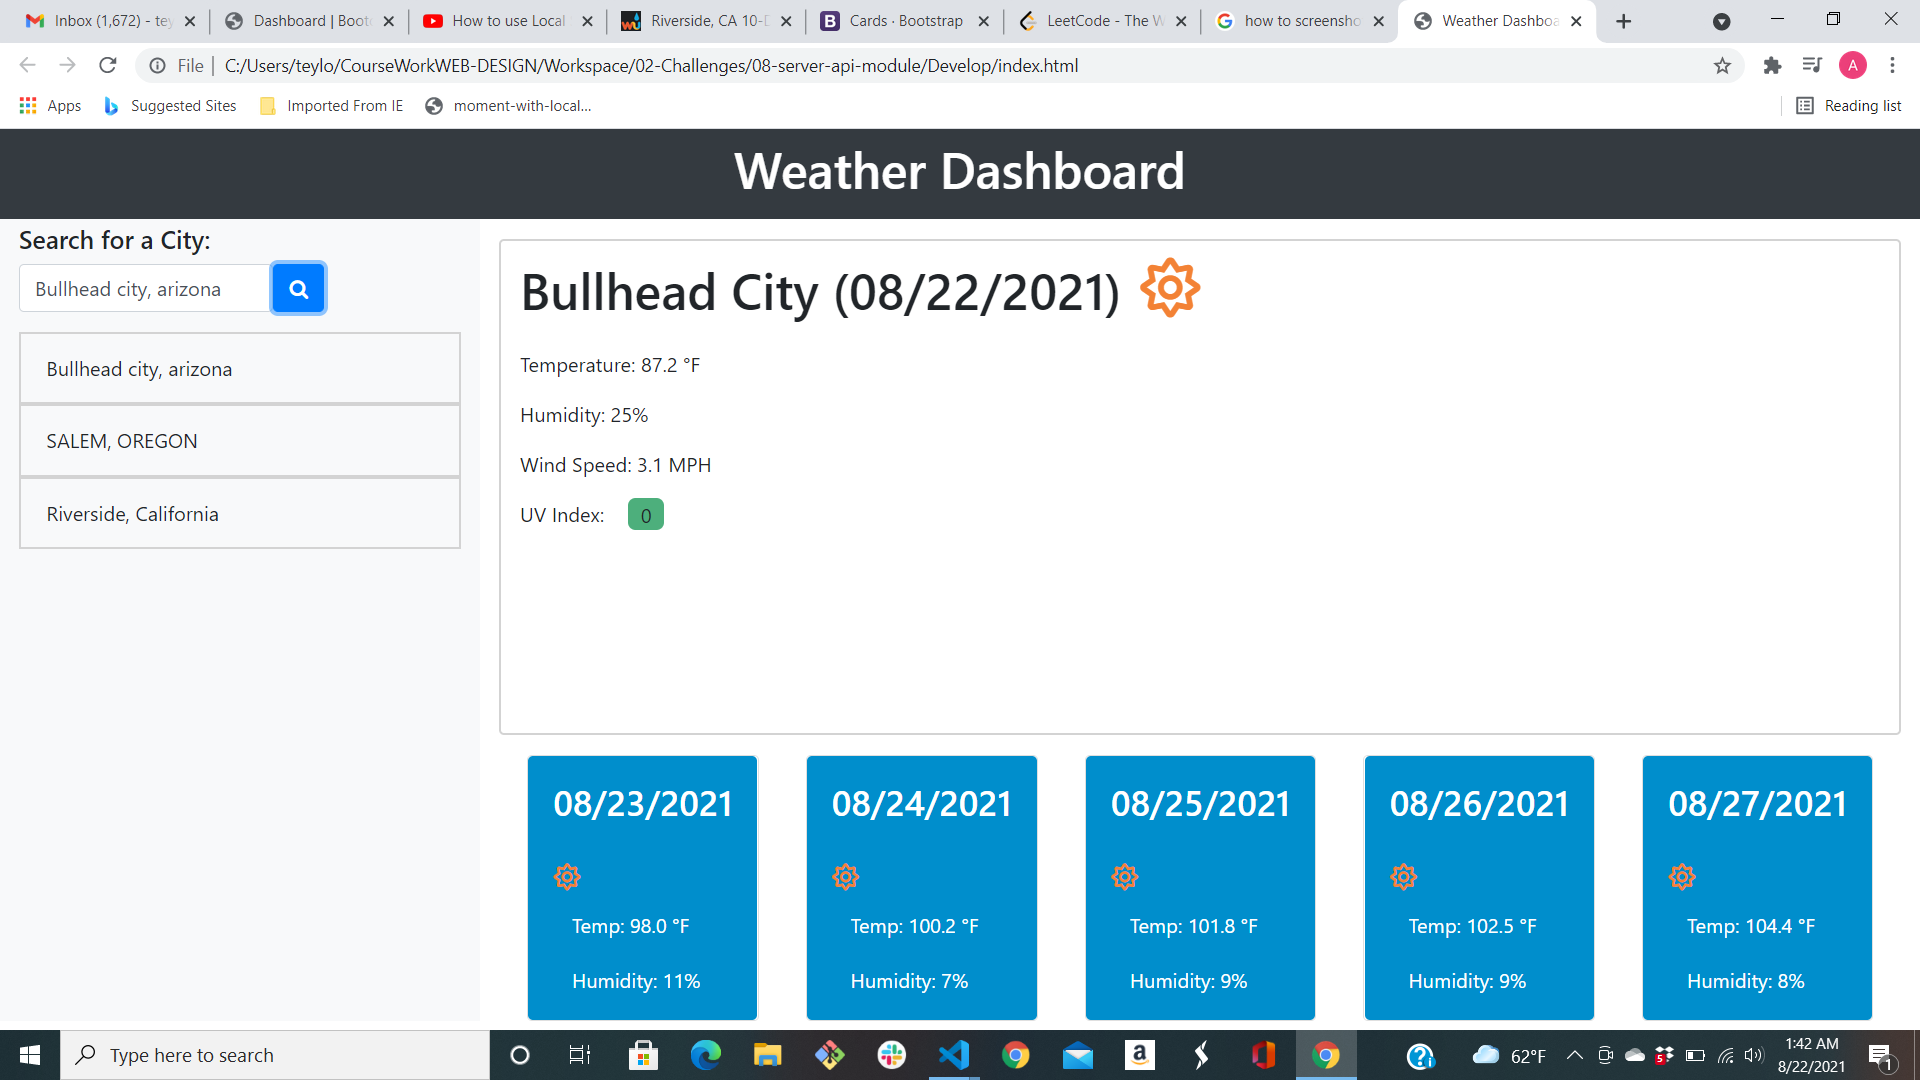 Inbox (1,672) - tey
Dashboard | Boot
How to use Local
Riverside, CA 10-D
Cards · Bootstrap
LeetCode - The W
how to screensho
Weather Dashboa
File | C:/Users/teylo/CourseWorkWEB-DESIGN/Workspace/02-Challenges/08-server-api-module/Develop/index.html
A
Apps
Suggested Sites
Imported From IE
moment-with-local...
Reading list
Weather Dashboard
Search for a City:
Bullhead city, arizona
Bullhead city, arizona
SALEM, OREGON
Riverside, California
Bullhead City (08/22/2021)
Temperature: 87.2 °F
Humidity: 25%
Wind Speed: 3.1 MPH
UV Index: 0
08/23/2021
Temp: 98.0 °F
Humidity: 11%
08/24/2021
Temp: 100.2 °F
Humidity: 7%
08/25/2021
Temp: 101.8 °F
Humidity: 9%
08/26/2021
Temp: 102.5 °F
Humidity: 9%
08/27/2021
Temp: 104.4 °F
Humidity: 8%
Type here to search
62°F
5
1:42 AM
8/22/2021
1